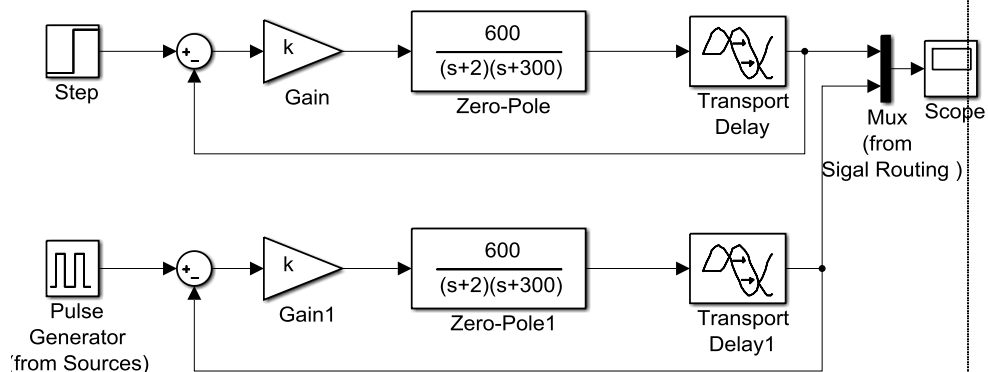 Step
+
-
k
Gain
600
(s+2)(s+300)
Zero-Pole
Transport
Delay
Mux
(from
Sigal Routing )
Scope
Pulse
Generator
(from Sources)
+
-
k
Gain1
600
(s+2)(s+300)
Zero-Pole1
Transport
Delay1